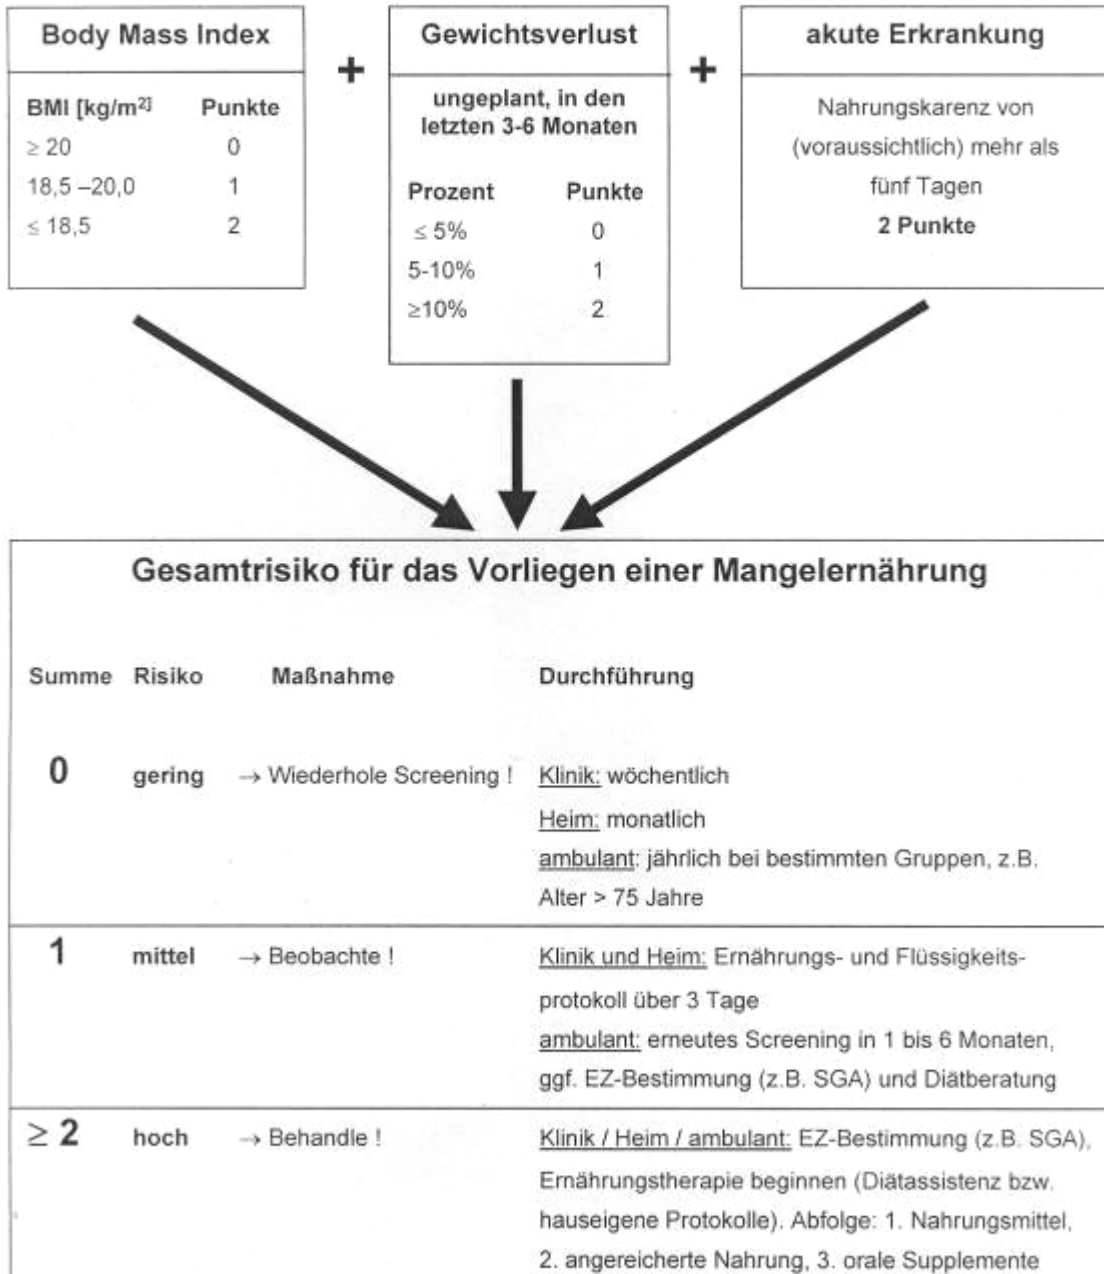 Body Mass Index
BMI [kg/m²] Punkte
≥ 20 0
18,5 –20,0 1
≤ 18,5 2
+
Gewichtsverlust
ungeplant, in den
letzten 3-6 Monaten
Prozent Punkte
≤ 5% 0
5-10% 1
≥10% 2
+
akute Erkrankung
Nahrungskarenz von
(voraussichtlich) mehr als
fünf Tagen
2 Punkte
Gesamtrisiko für das Vorliegen einer Mangelernährung
Summe Risiko Maßnahme Durchführung
0 gering → Wiederhole Screening ! Klinik: wöchentlich
Heim: monatlich
ambulant: jährlich bei bestimmten Gruppen, z.B.
Alter > 75 Jahre
1 mittel → Beobachte ! Klinik und Heim: Ernährungs- und Flüssigkeits-
protokoll über 3 Tage
ambulant: erneutes Screening in 1 bis 6 Monaten,
ggf. EZ-Bestimmung (z.B. SGA) und Diätberatung
≥ 2 hoch → Behandle ! Klinik / Heim / ambulant: EZ-Bestimmung (z.B. SGA),
Ernährungstherapie beginnen (Diätassistenz bzw.
hauseigene Protokolle). Abfolge: 1. Nahrungsmittel,
2. angereicherte Nahrung, 3. orale Supplemente